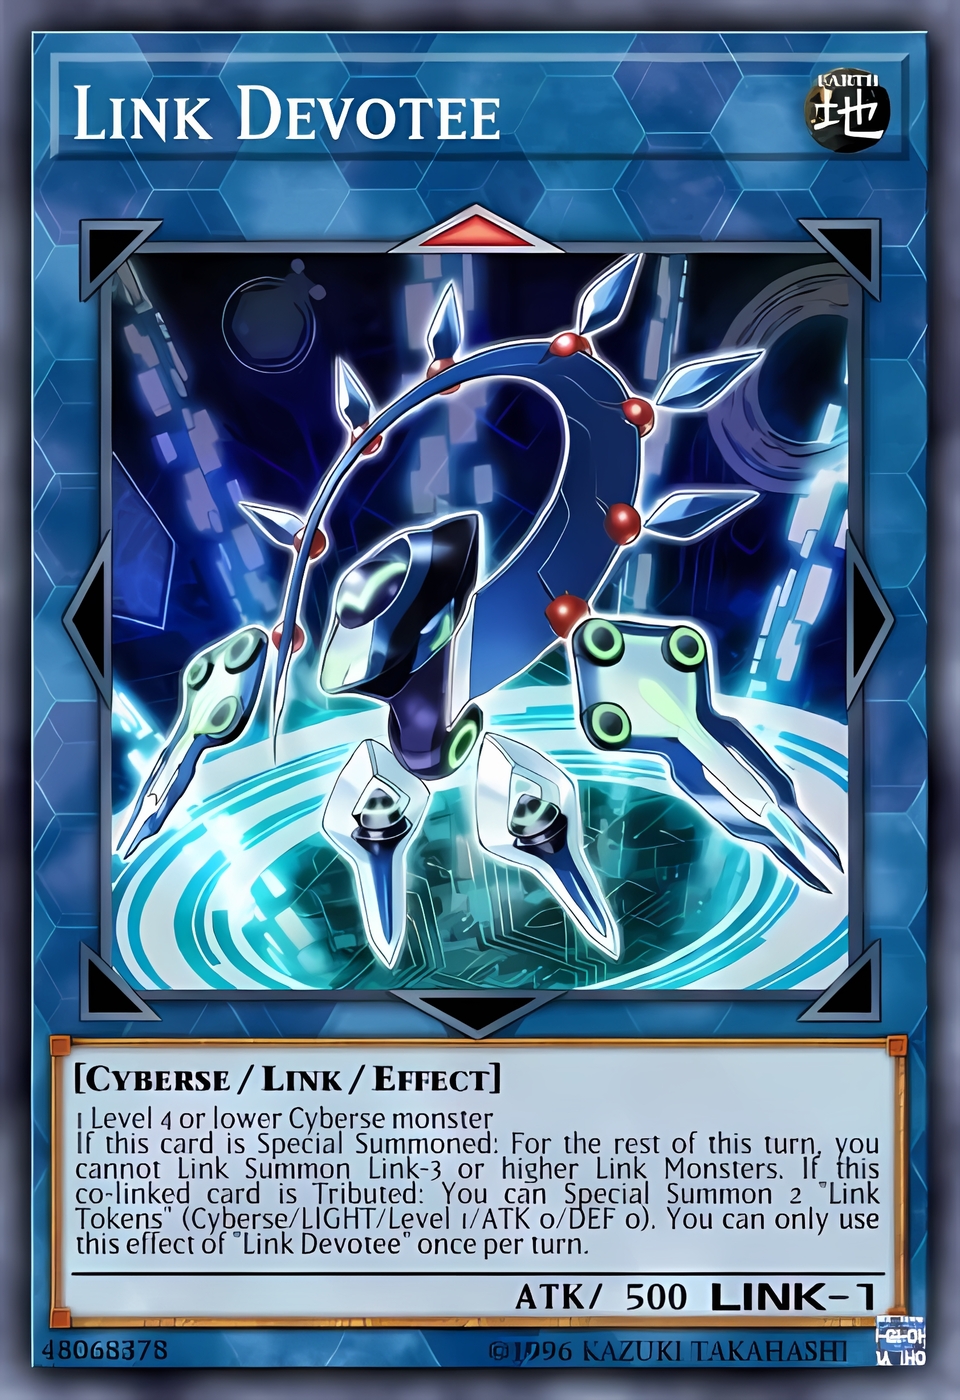 LINK DEVOTEE
EARTH
地
[CYBERSE / LINK / EFFECT]
1 Level 4 or lower Cyberse monster
If this card is Special Summoned: For the rest of this turn, you
cannot Link Summon Link-3 or higher Link Monsters. If this
co-linked card is Tributed: You can Special Summon 2 "Link
Tokens" (Cyberse/LIGHT/Level 1/ATK 0/DEF 0). You can only use
this effect of "Link Devotee" once per turn.
ATK/ 500 LINK-1
48068378
©1996 KAZUKI TAKAHASHI